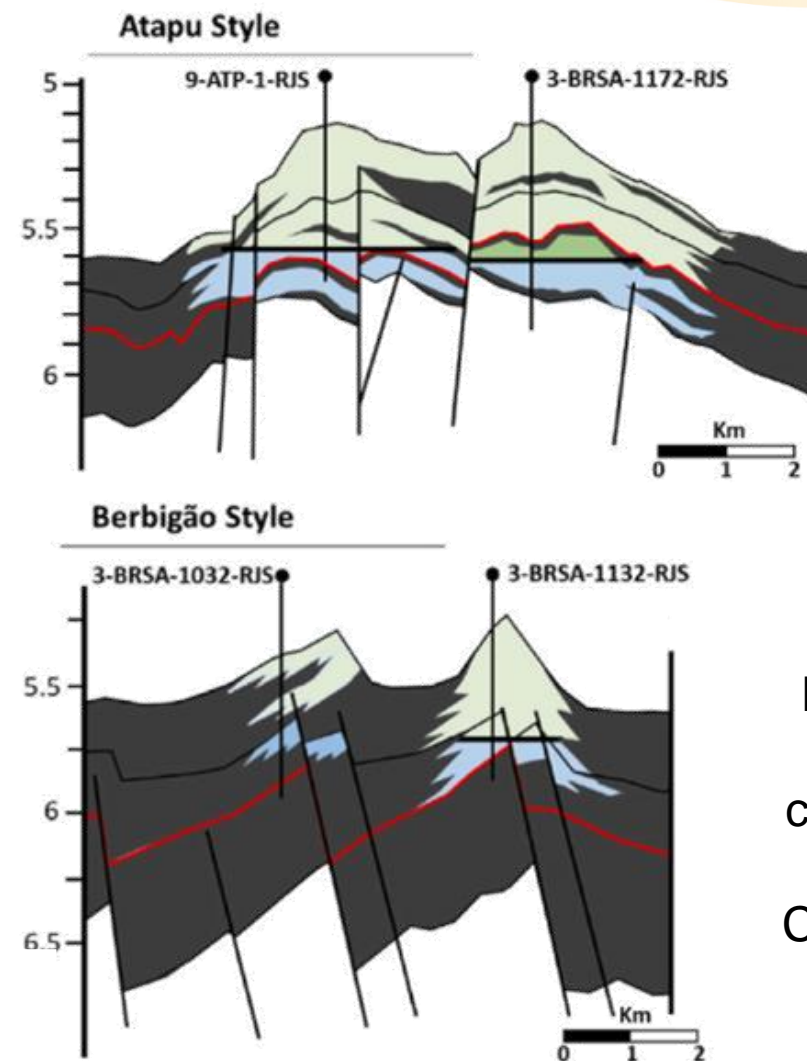 Atapu Style
9-ATP-1-RJS
3-BRSA-1172-RJS
5
5.5
6
Km
0 1 2
Berbigão Style
3-BRSA-1032-RJS
3-BRSA-1132-RJS
5.5
6
6.5
Km
0 1 2